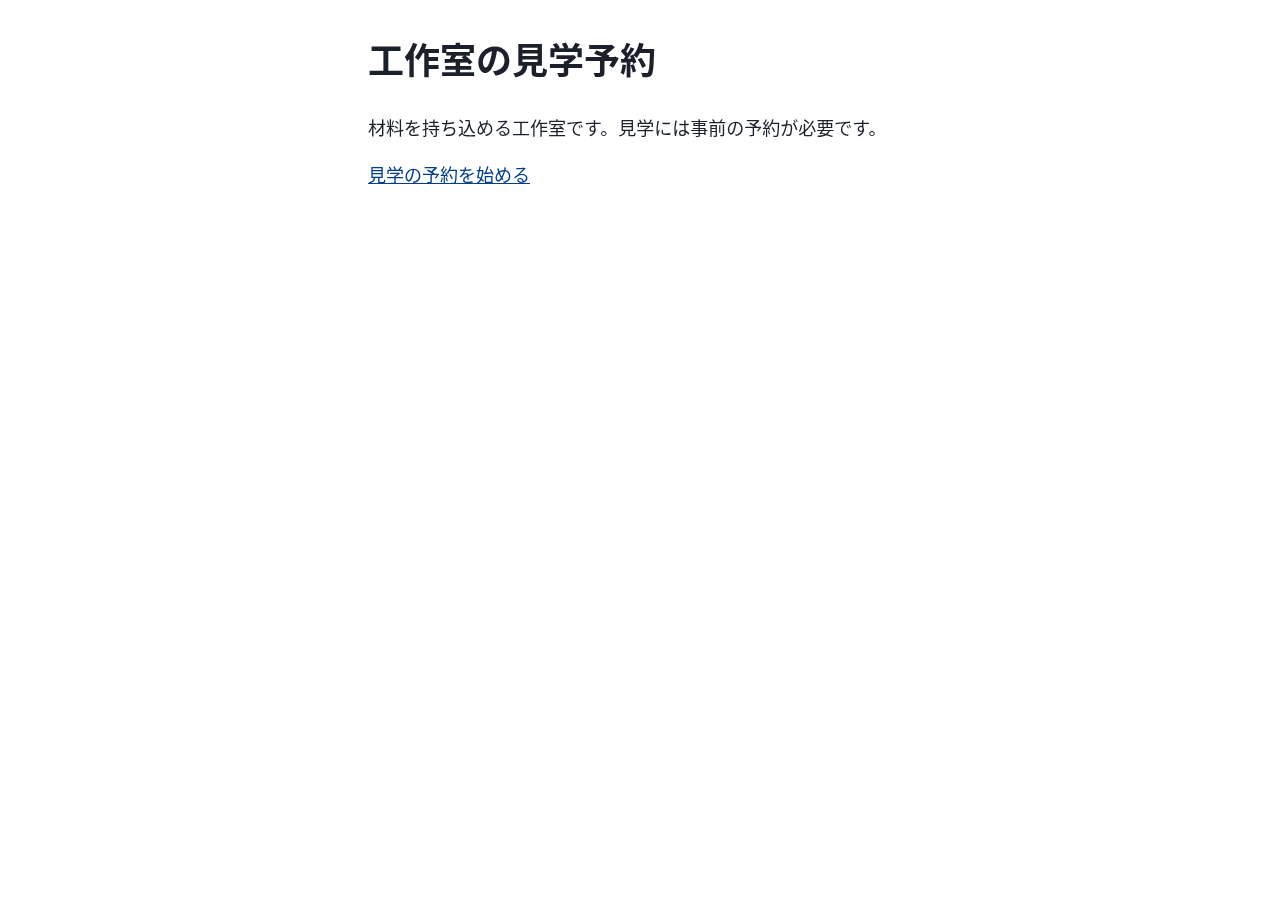 工作室の見学予約
材料を持ち込める工作室です。見学には事前の予約が必要です。
見学の予約を始める